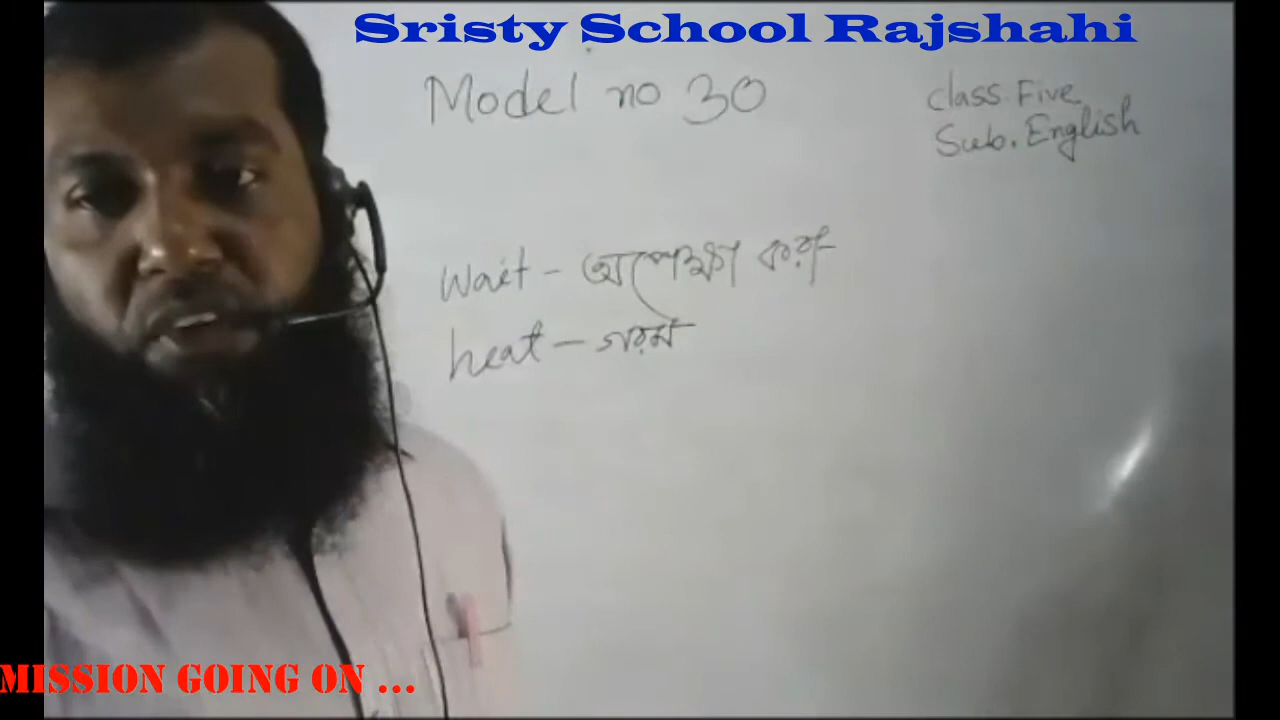 Sristy School Rajshahi
Model no 30
class Five
Sub. English
wait - অপেক্ষা করা
heat - গরম
MISSION GOING ON ...